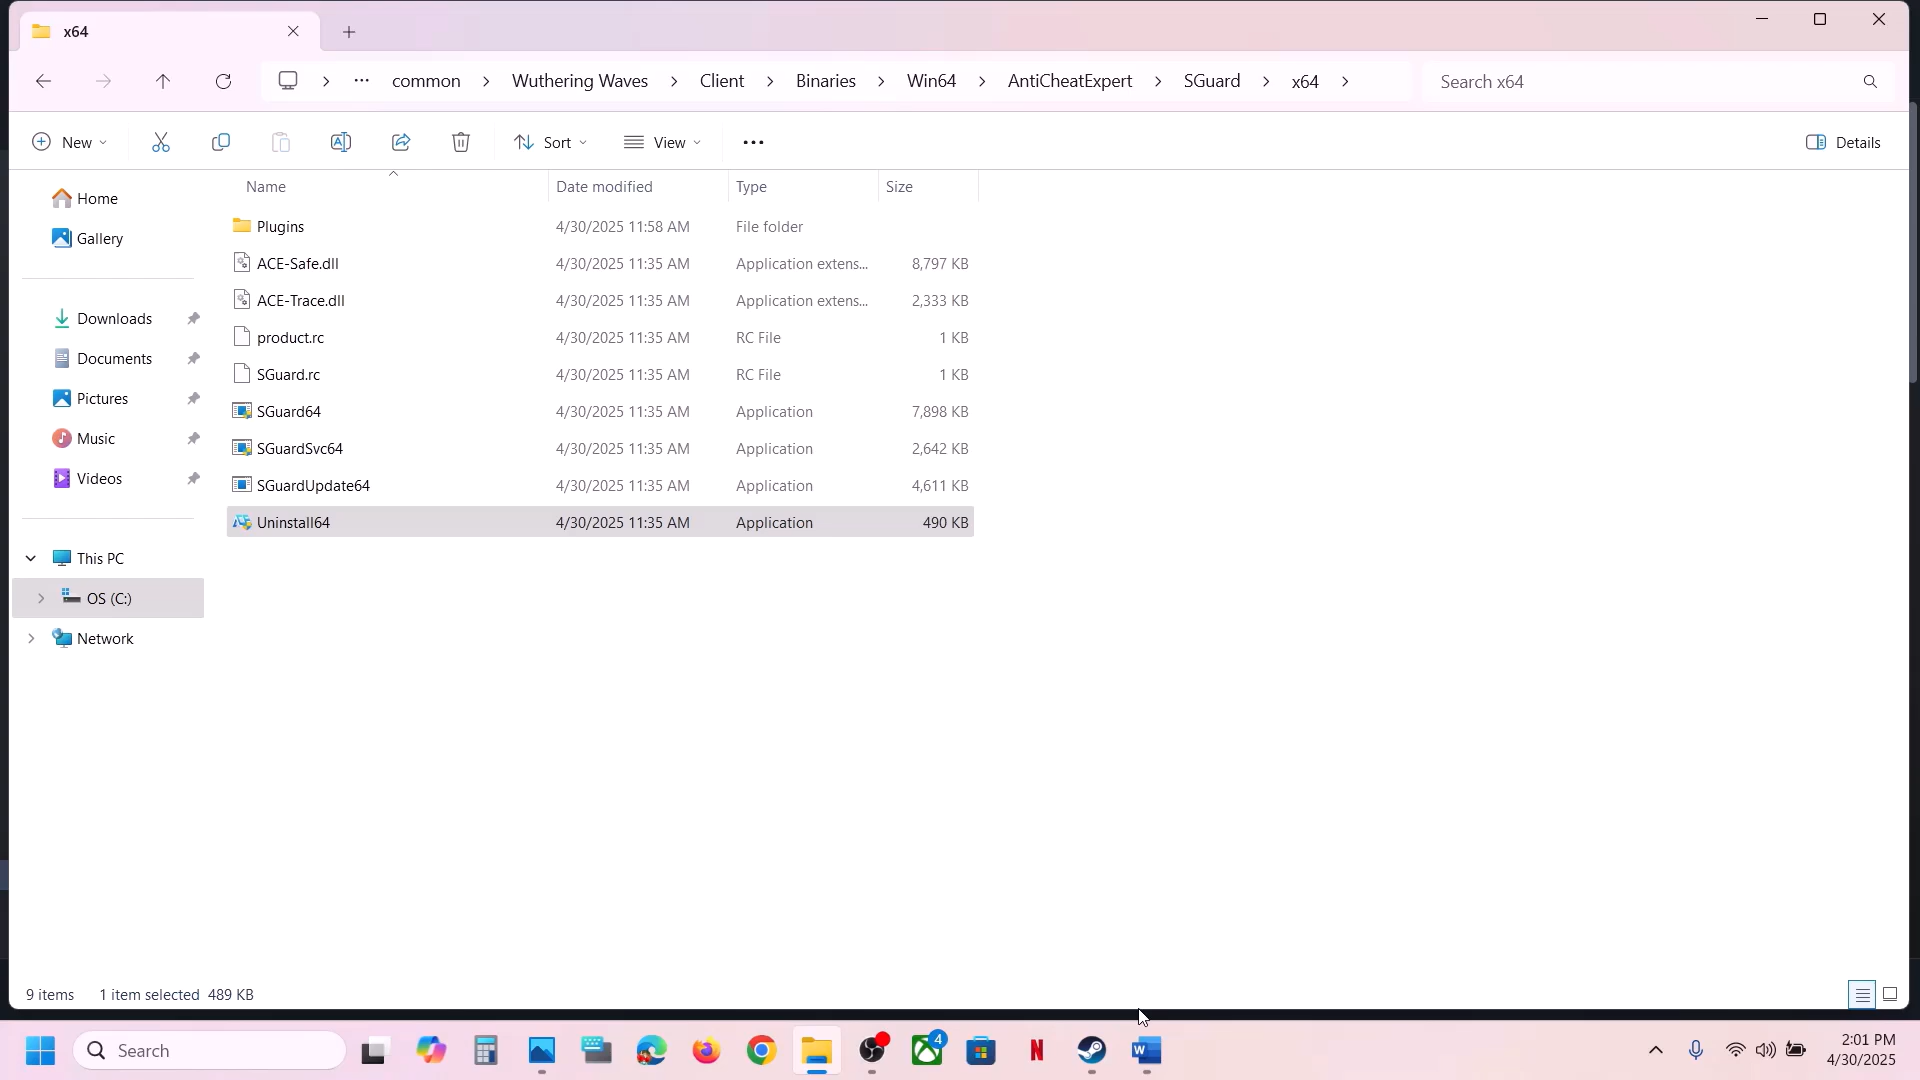 x64
common
Wuthering Waves
Client
Binaries
Win64
AntiCheatExpert
SGuard
x64
Search x64
New
Sort
View
Details
Name
Date modified
Type
Size
Home
Gallery
Downloads
Documents
Pictures
Music
Videos
This PC
OS (C:)
Network
Plugins 4/30/2025 11:58 AM File folder
ACE-Safe.dll 4/30/2025 11:35 AM Application extens... 8,797 KB
ACE-Trace.dll 4/30/2025 11:35 AM Application extens... 2,333 KB
product.rc 4/30/2025 11:35 AM RC File 1 KB
SGuard.rc 4/30/2025 11:35 AM RC File 1 KB
SGuard64 4/30/2025 11:35 AM Application 7,898 KB
SGuardSvc64 4/30/2025 11:35 AM Application 2,642 KB
SGuardUpdate64 4/30/2025 11:35 AM Application 4,611 KB
Uninstall64 4/30/2025 11:35 AM Application 490 KB
9 items 1 item selected 489 KB
Search
4
2:01 PM
4/30/2025